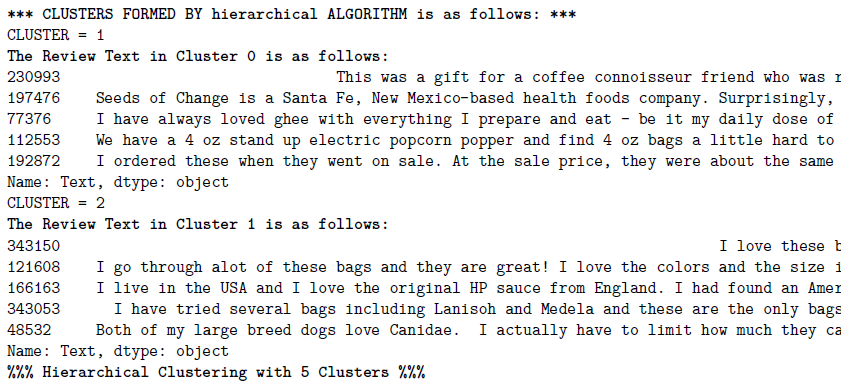 *** CLUSTERS FORMED BY hierarchical ALGORITHM is as follows: ***
CLUSTER = 1
The Review Text in Cluster 0 is as follows:
230993 This was a gift for a coffee connoisseur friend who was
197476 Seeds of Change is a Santa Fe, New Mexico-based health foods company. Surprisingly,
77376 I have always loved ghee with everything I prepare and eat - be it my daily dose of
112553 We have a 4 oz stand up electric popcorn popper and find 4 oz bags a little hard to
192872 I ordered these when they went on sale. At the sale price, they were about the same
Name: Text, dtype: object
CLUSTER = 2
The Review Text in Cluster 1 is as follows:
343150 I love these
121608 I go through alot of these bags and they are great! I love the colors and the size
166163 I live in the USA and I love the original HP sauce from England. I had found an Amer
343053 I have tried several bags including Lanisoh and Medela and these are the only bags
48532 Both of my large breed dogs love Canidae. I actually have to limit how much they ca
Name: Text, dtype: object
%%% Hierarchical Clustering with 5 Clusters %%%